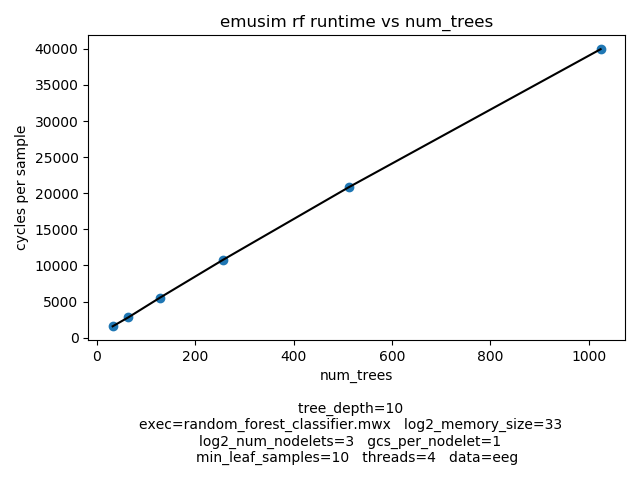 emusim rf runtime vs num_trees
cycles per sample
40000
35000
30000
25000
20000
15000
10000
5000
0
0 200 400 600 800 1000
num_trees
tree_depth=10
exec=random_forest_classifier.mwx log2_memory_size=33
log2_num_nodelets=3 gcs_per_nodelet=1
min_leaf_samples=10 threads=4 data=eeg